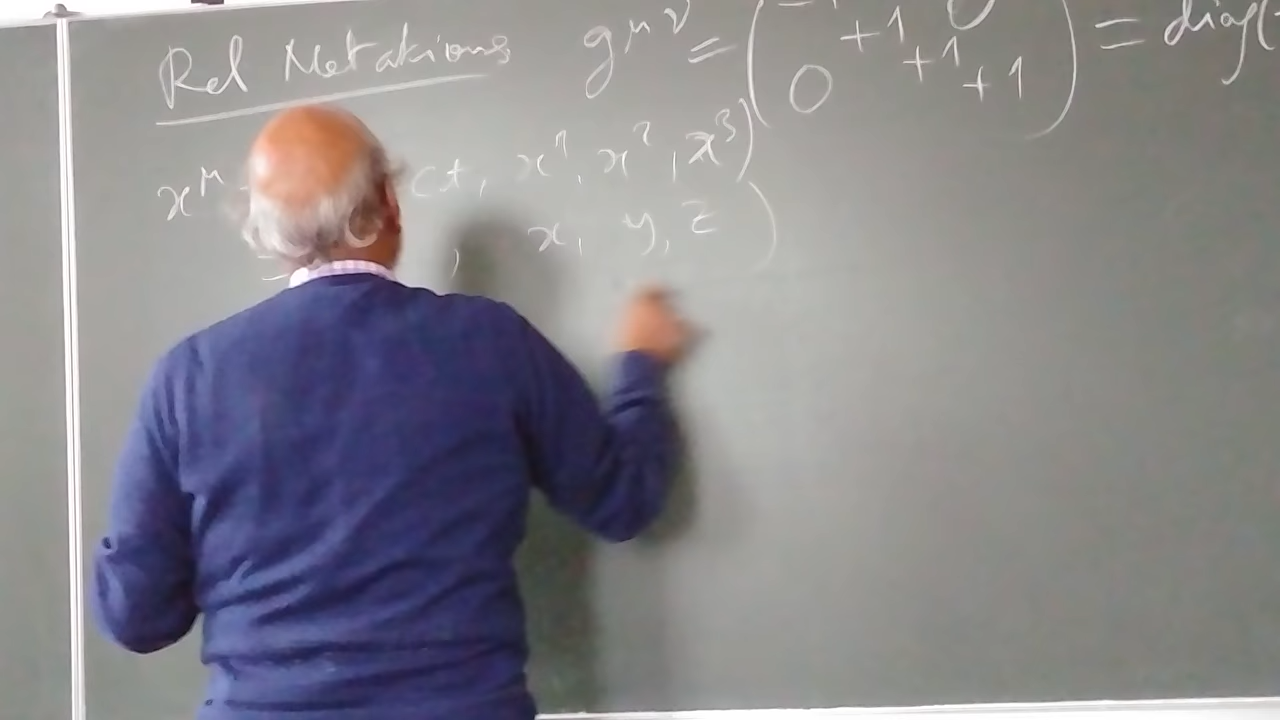 Rel Notations g^{μν} = ( +1 0 +1 0 +1 ) = diag(
x^μ ct, x^1, x^2, x^3)
, x, y, z )